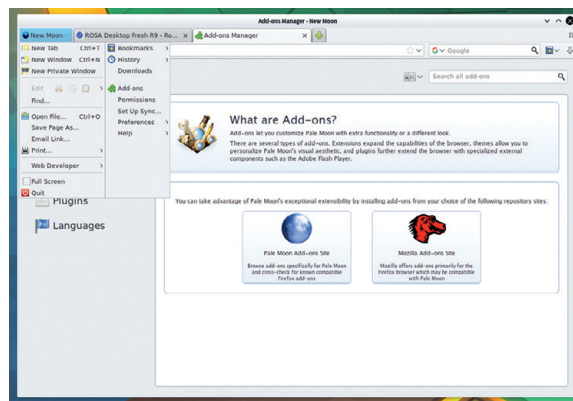 Add-ons Manager - New Moon
New Moon
ROSA Desktop Fresh R9 - Ro...
Add-ons Manager
Google
New Tab Ctrl+T
New Window Ctrl+N
New Private Window
Edit
Find...
Open File... Ctrl+O
Save Page As...
Email Link...
Print...
Web Developer
Full Screen
Quit
Bookmarks
History
Downloads
Add-ons
Permissions
Set Up Sync...
Preferences
Help
Search all add-ons
What are Add-ons?
Add-ons let you customize Pale Moon with extra functionality or a different look.
There are several types of add-ons. Extensions expand the capabilities of the browser, themes allow you to
personalize Pale Moon's visual aesthetic, and plugins further extend the browser with specialized external
components such as the Adobe Flash Player.
Plugins
Languages
You can take advantage of Pale Moon's exceptional extensibility by installing add-ons from your choice of the following repository sites.
Pale Moon Add-ons Site
Browse add-ons specifically for Pale Moon
and cross-check for known compatible
Firefox add-ons
Mozilla Add-ons Site
Mozilla offers add-ons primarily for the
Firefox browser which may be compatible
with Pale Moon